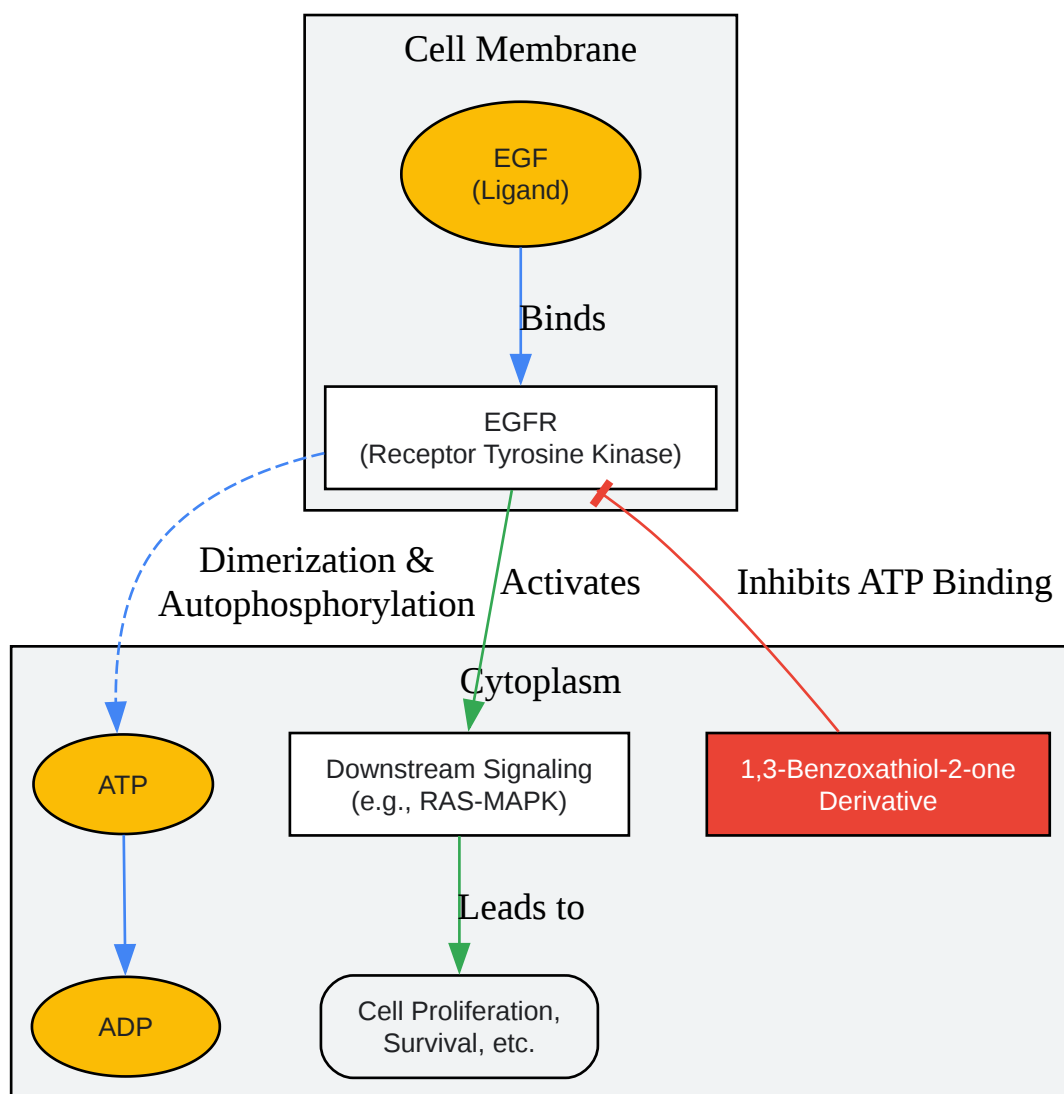 Cell Membrane
EGF
(Ligand)
Binds
EGFR
(Receptor Tyrosine Kinase)
Dimerization &
Autophosphorylation
Activates
Inhibits ATP Binding
Cytoplasm
ATP
Downstream Signaling
(e.g., RAS-MAPK)
1,3-Benzoxathiol-2-one
Derivative
Leads to
ADP
Cell Proliferation,
Survival, etc.